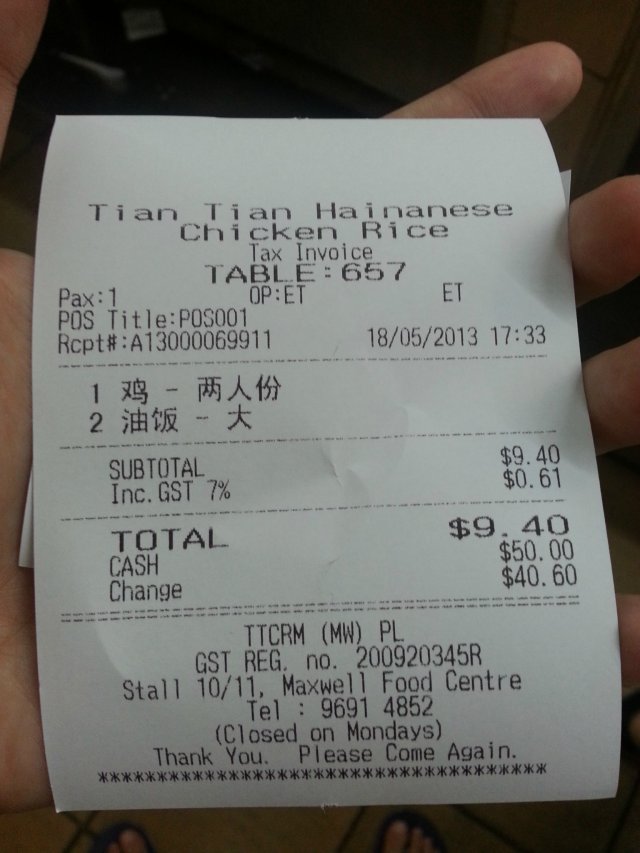 Tian Tian Hainanese
Chicken Rice
Tax Invoice
TABLE:657
Pax:1 OP:ET ET
POS Title:POS001
Rcpt#:A13000069911 18/05/2013 17:33
1 鸡 - 两人份
2 油饭 - 大
SUBTOTAL $9.40
Inc.GST 7% $0.61
TOTAL $9.40
CASH $50.00
Change $40.60
TTCRM (MW) PL
GST REG. no. 200920345R
Stall 10/11, Maxwell Food Centre
Tel : 9691 4852
(Closed on Mondays)
Thank You. Please Come Again.
**************************************